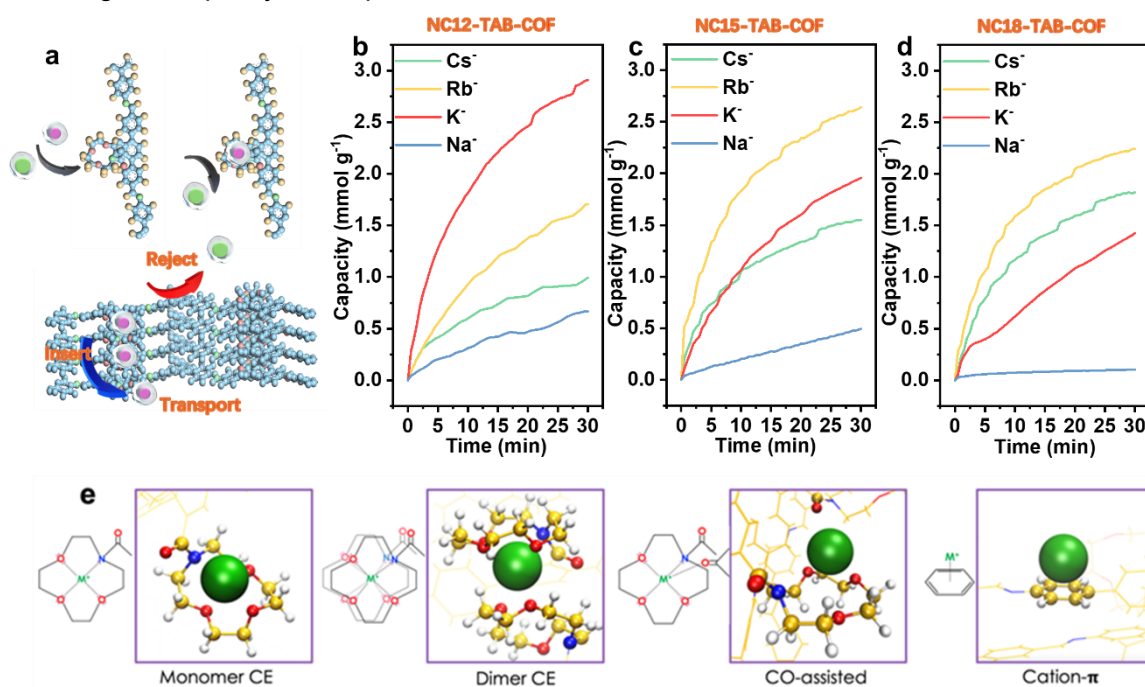 NC12-TAB-COF
NC15-TAB-COF
NC18-TAB-COF
a
Reject
Insert
Transport
b
Cs⁻
Rb⁻
K⁻
Na⁻
Capacity (mmol g⁻¹)
3.0
2.5
2.0
1.5
1.0
0.5
0.0
0 5 10 15 20 25 30
Time (min)
c
Cs⁻
Rb⁻
K⁻
Na⁻
Capacity (mmol g⁻¹)
3.0
2.5
2.0
1.5
1.0
0.5
0.0
0 5 10 15 20 25 30
Time (min)
d
Cs⁻
Rb⁻
K⁻
Na⁻
Capacity (mmol g⁻¹)
3.0
2.5
2.0
1.5
1.0
0.5
0.0
0 5 10 15 20 25 30
Time (min)
e
O
N
O
M⁺
O
O
Monomer CE
M⁺
Dimer CE
O
N
O
M⁺
O
O
CO-assisted
M⁺
Cation-π